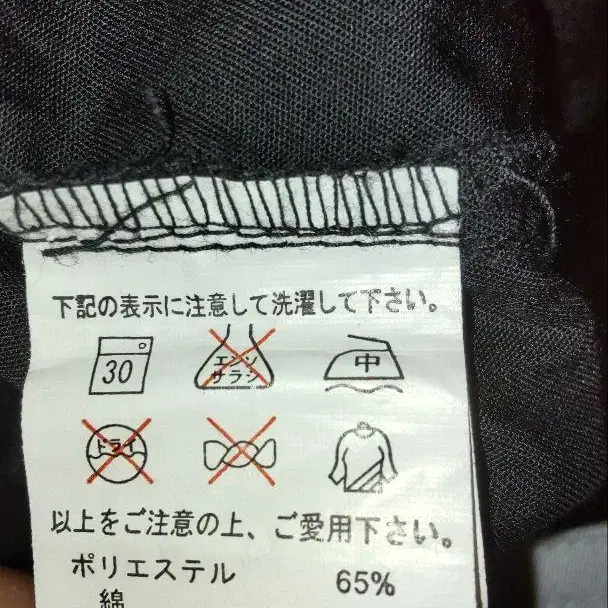 下記の表示に注意して洗濯して下さい。
30
エンソ
サラシ
中
ドライ
以上をご注意の上、ご愛用下さい。
ポリエステル 65%
綿